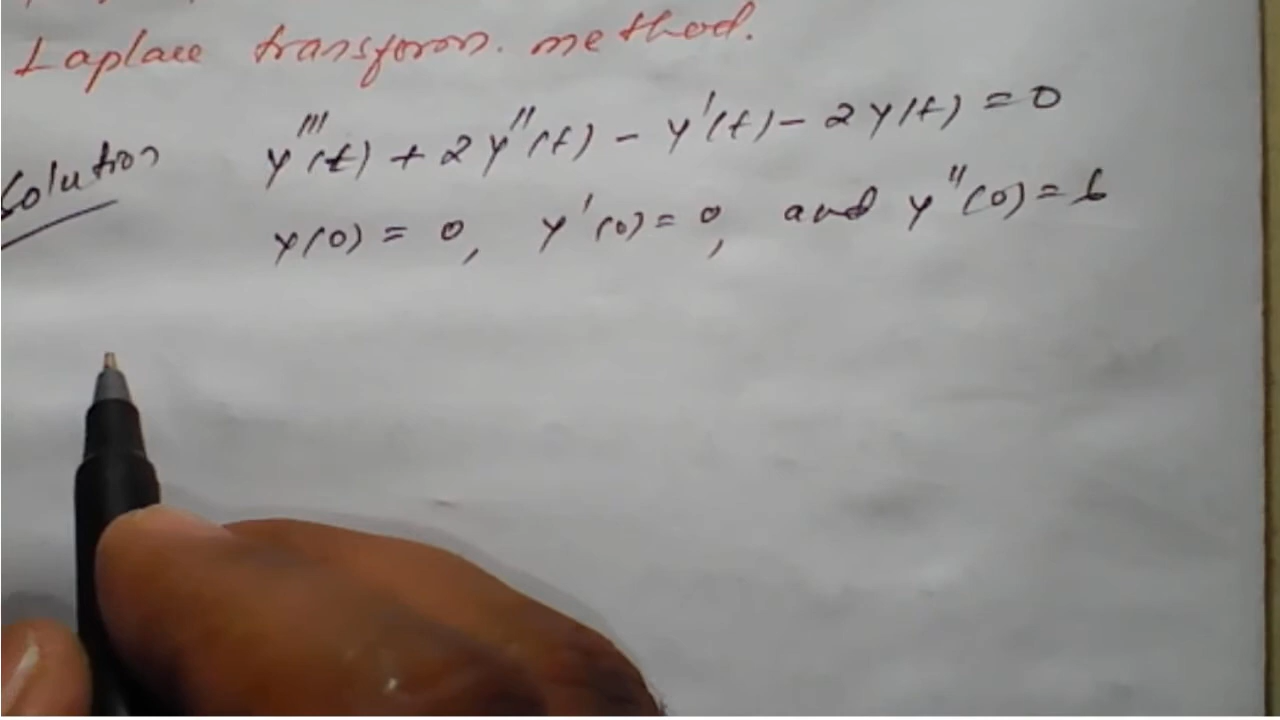 Laplace transform. method.
Solution y'''(t) + 2y''(t) - y'(t) - 2y(t) = 0
y(0) = 0, y'(0) = 0, and y''(0) = 6